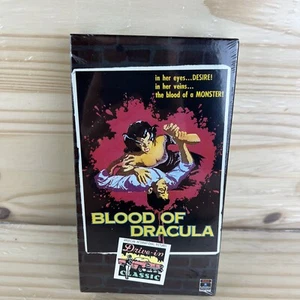 in her eyes...DESIRE!
in her veins...
the blood of a MONSTER!
BLOOD OF
DRACULA
Drive-in
CLASSIC